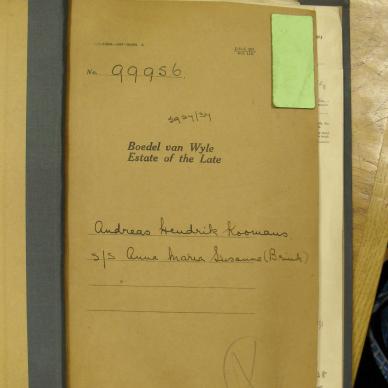 No. 99956.
Boedel van Wyle
Estate of the Late
Andreas Hendrik Koomans
s/s Anna Maria Susanna (Brink)